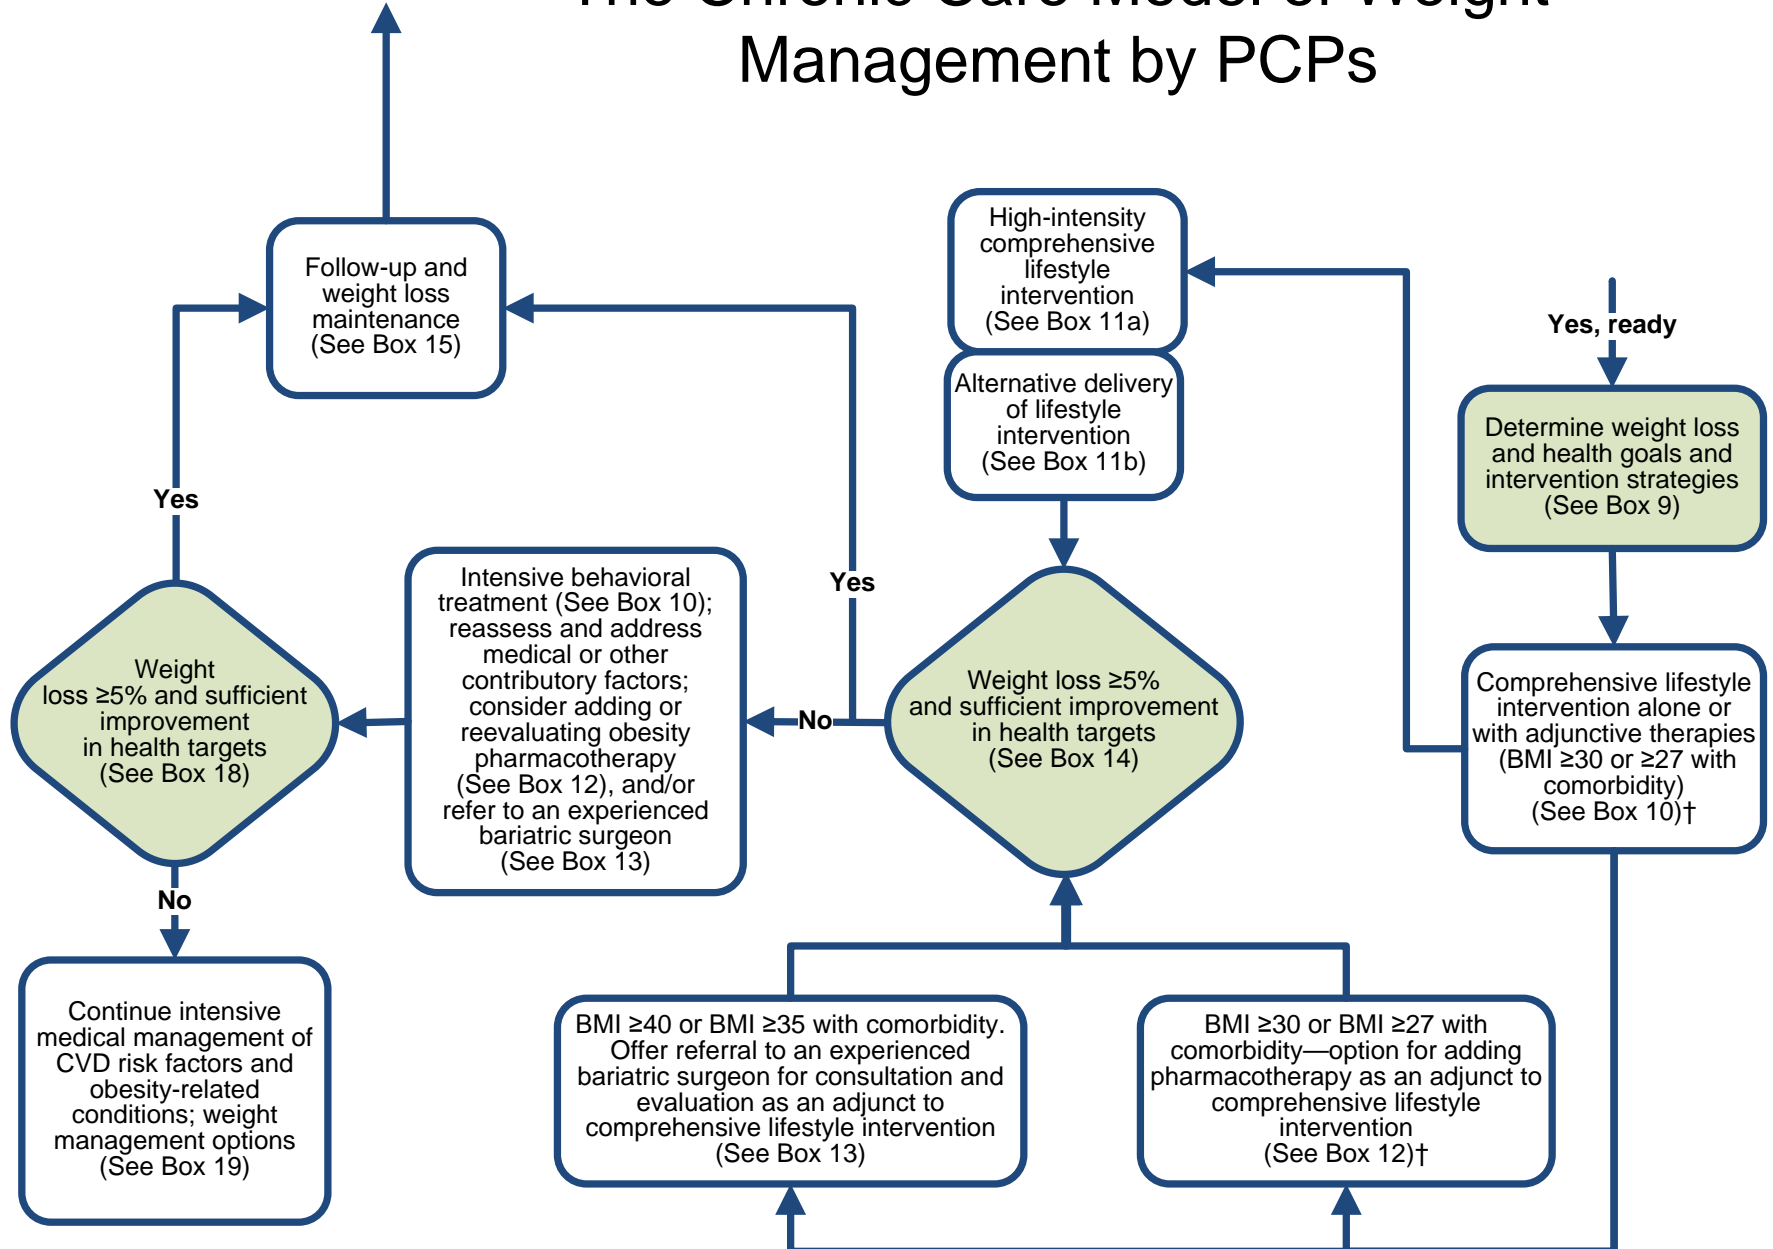 The Chronic Care Model of Weight
Management by PCPs
High-intensity
comprehensive
lifestyle
intervention
(See Box 11a)
Follow-up and
weight loss
maintenance
(See Box 15)
Yes, ready
Alternative delivery
of lifestyle
intervention
(See Box 11b)
Determine weight loss
and health goals and
intervention strategies
(See Box 9)
Yes
Yes
Intensive behavioral
treatment (See Box 10);
reassess and address
medical or other
contributory factors;
consider adding or
reevaluating obesity
pharmacotherapy
(See Box 12), and/or
refer to an experienced
bariatric surgeon
(See Box 13)
Weight
loss ≥5% and sufficient
improvement
in health targets
(See Box 18)
No
Weight loss ≥5%
and sufficient improvement
in health targets
(See Box 14)
Comprehensive lifestyle
intervention alone or
with adjunctive therapies
(BMI ≥30 or ≥27 with
comorbidity)
(See Box 10)†
No
Continue intensive
medical management of
CVD risk factors and
obesity-related
conditions; weight
management options
(See Box 19)
BMI ≥40 or BMI ≥35 with comorbidity.
Offer referral to an experienced
bariatric surgeon for consultation and
evaluation as an adjunct to
comprehensive lifestyle intervention
(See Box 13)
BMI ≥30 or BMI ≥27 with
comorbidity—option for adding
pharmacotherapy as an adjunct to
comprehensive lifestyle
intervention
(See Box 12)†